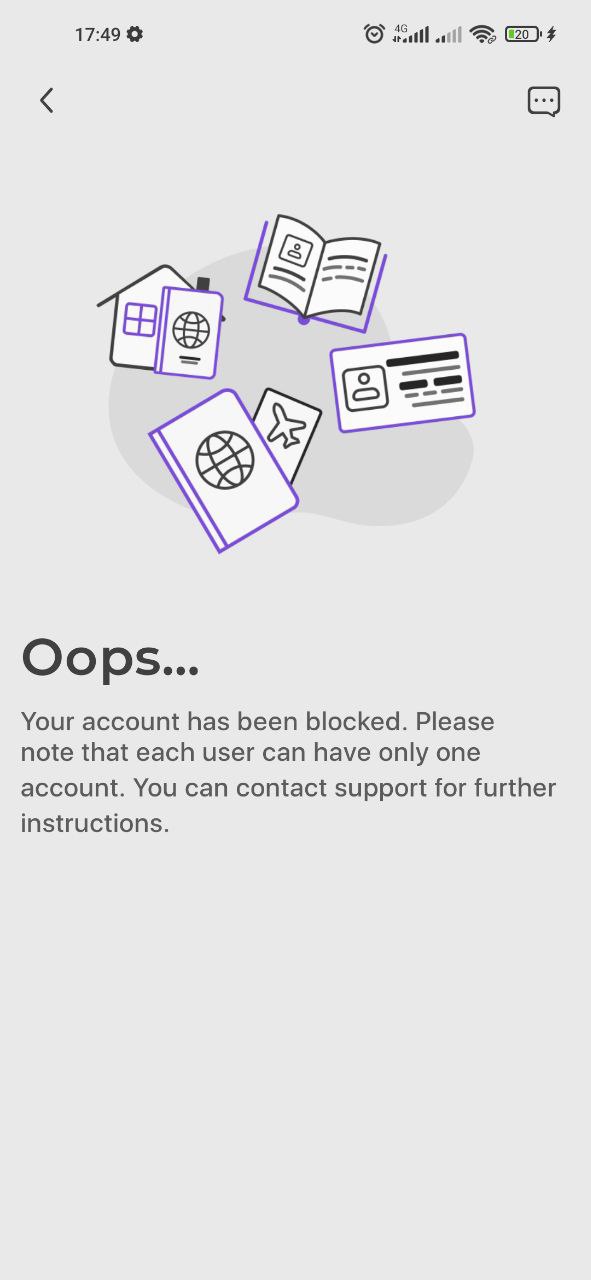 17:49
4G
20
Oops...
Your account has been blocked. Please
note that each user can have only one
account. You can contact support for further
instructions.